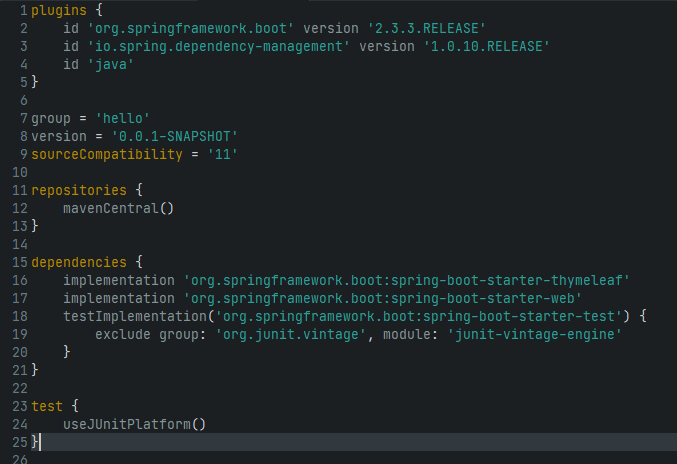 1 plugins {
2     id 'org.springframework.boot' version '2.3.3.RELEASE'
3     id 'io.spring.dependency-management' version '1.0.10.RELEASE'
4     id 'java'
5 }
6
7 group = 'hello'
8 version = '0.0.1-SNAPSHOT'
9 sourceCompatibility = '11'
10
11 repositories {
12     mavenCentral()
13 }
14
15 dependencies {
16     implementation 'org.springframework.boot:spring-boot-starter-thymeleaf'
17     implementation 'org.springframework.boot:spring-boot-starter-web'
18     testImplementation('org.springframework.boot:spring-boot-starter-test') {
19         exclude group: 'org.junit.vintage', module: 'junit-vintage-engine'
20     }
21 }
22
23 test {
24     useJUnitPlatform()
25 }
26